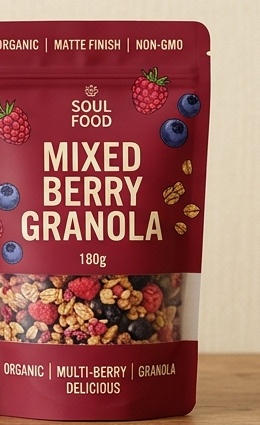 ORGANIC | MATTE FINISH | NON-GMO
SOUL
FOOD
MIXED
BERRY
GRANOLA
180g
ORGANIC | MULTI-BERRY | GRANOLA
DELICIOUS